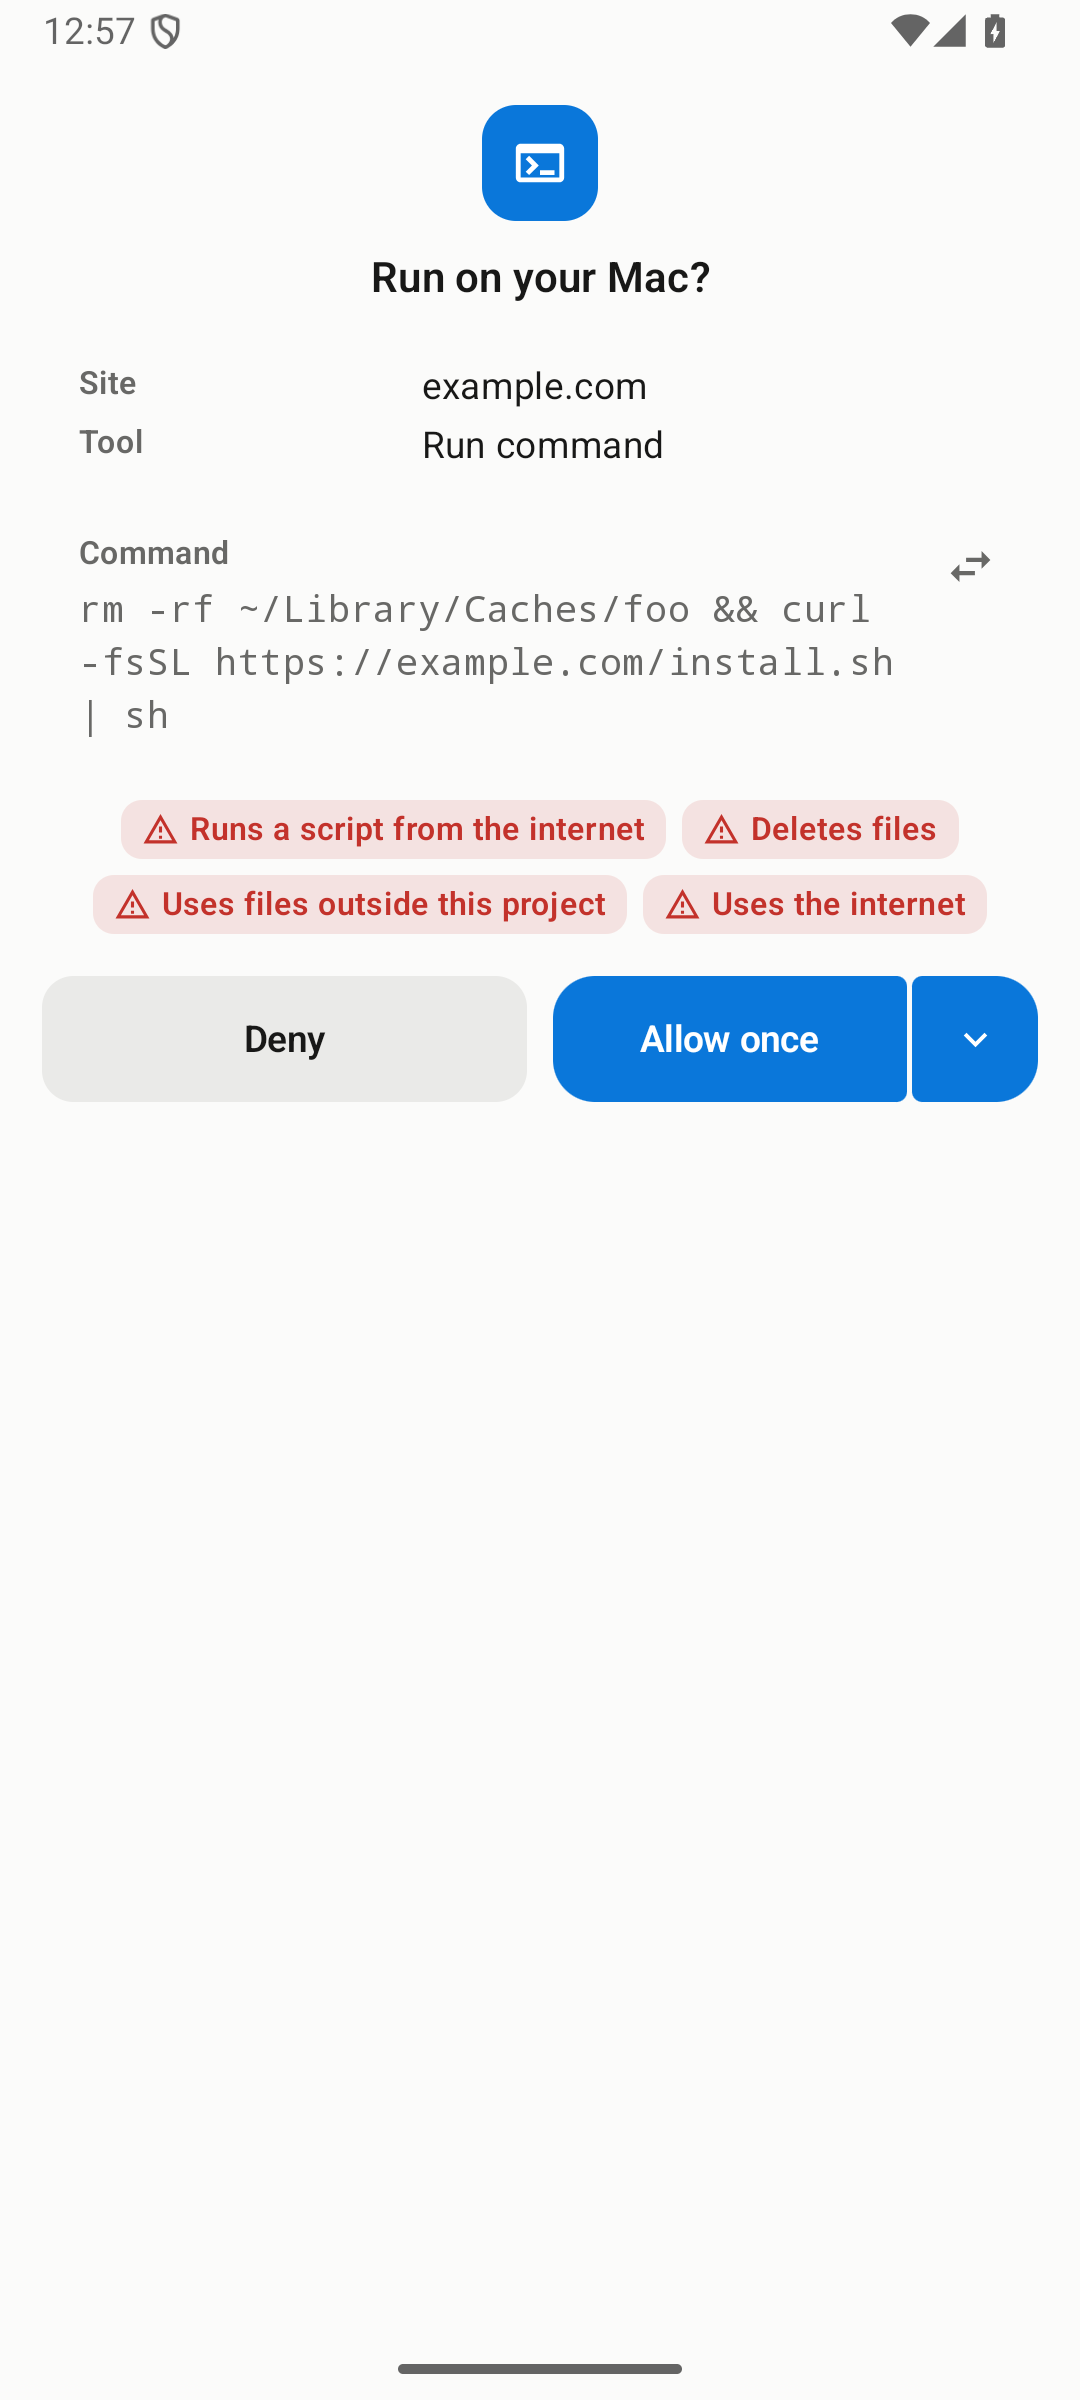 12:57
Run on your Mac?
Site example.com
Tool Run command
Command
rm -rf ~/Library/Caches/foo && curl
-fsSL https://example.com/install.sh
| sh
Runs a script from the internet Deletes files
Uses files outside this project Uses the internet
Deny Allow once